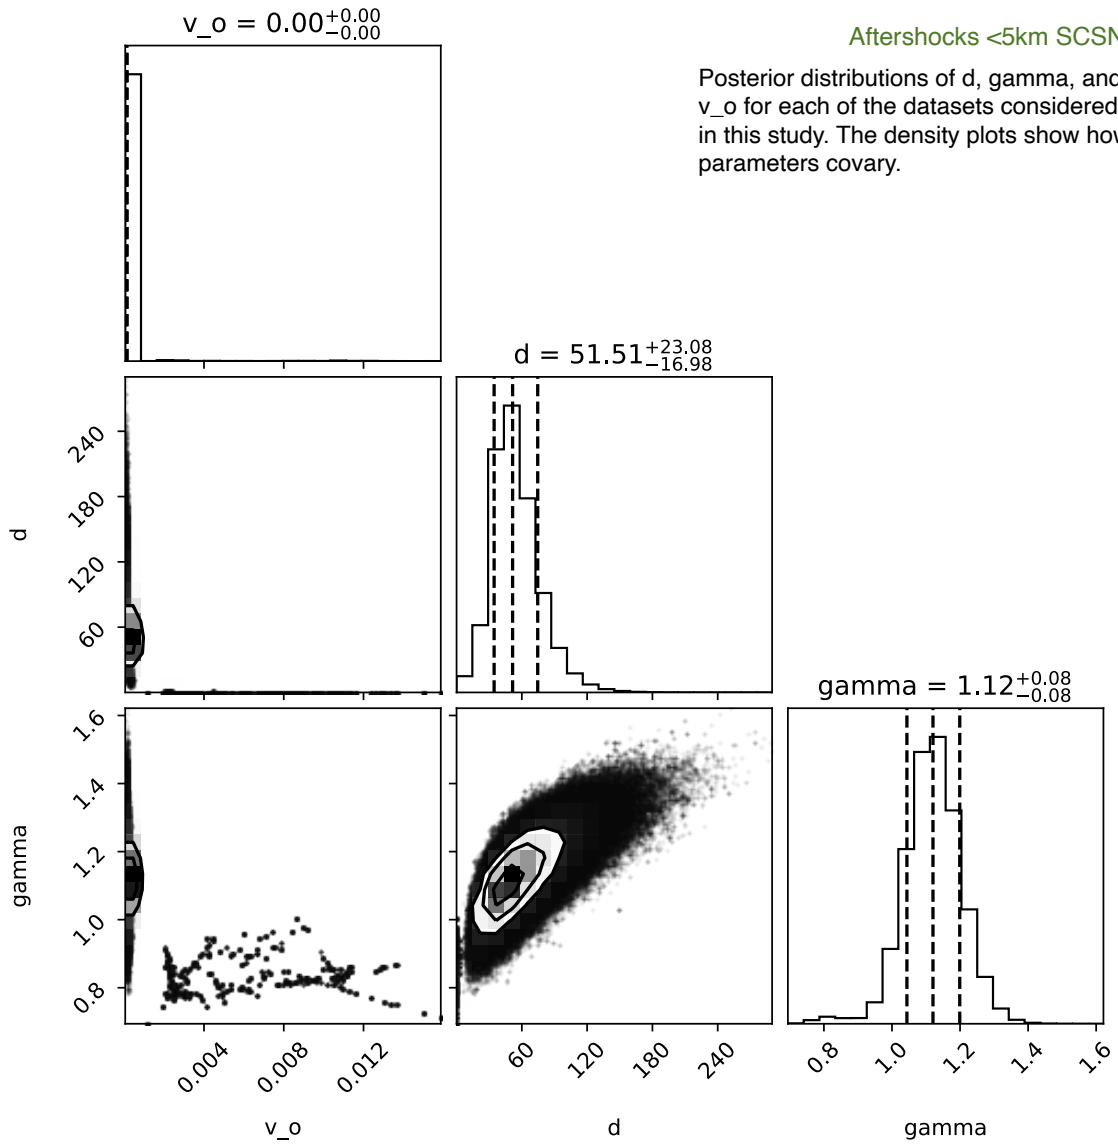 v_o = 0.00 +0.00 −0.00
Aftershocks <5km SCSN
Posterior distributions of d, gamma, and
v_o for each of the datasets considered
in this study. The density plots show how
parameters covary.
d = 51.51 +23.08 −16.98
240
180
120
60
d
gamma = 1.12 +0.08 −0.08
1.6
1.4
1.2
1.0
0.8
gamma
0.004
0.008
0.012
v_o
60
120
180
240
d
0.8
1.0
1.2
1.4
1.6
gamma